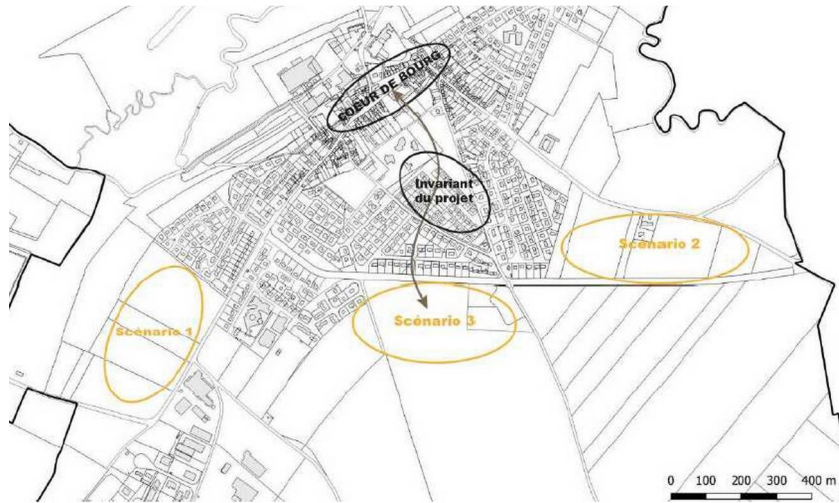 COEUR DE BOURG
Invariant
du projet
Scénario 2
Scénario 1
Scénario 3
0 100 200 300 400 m